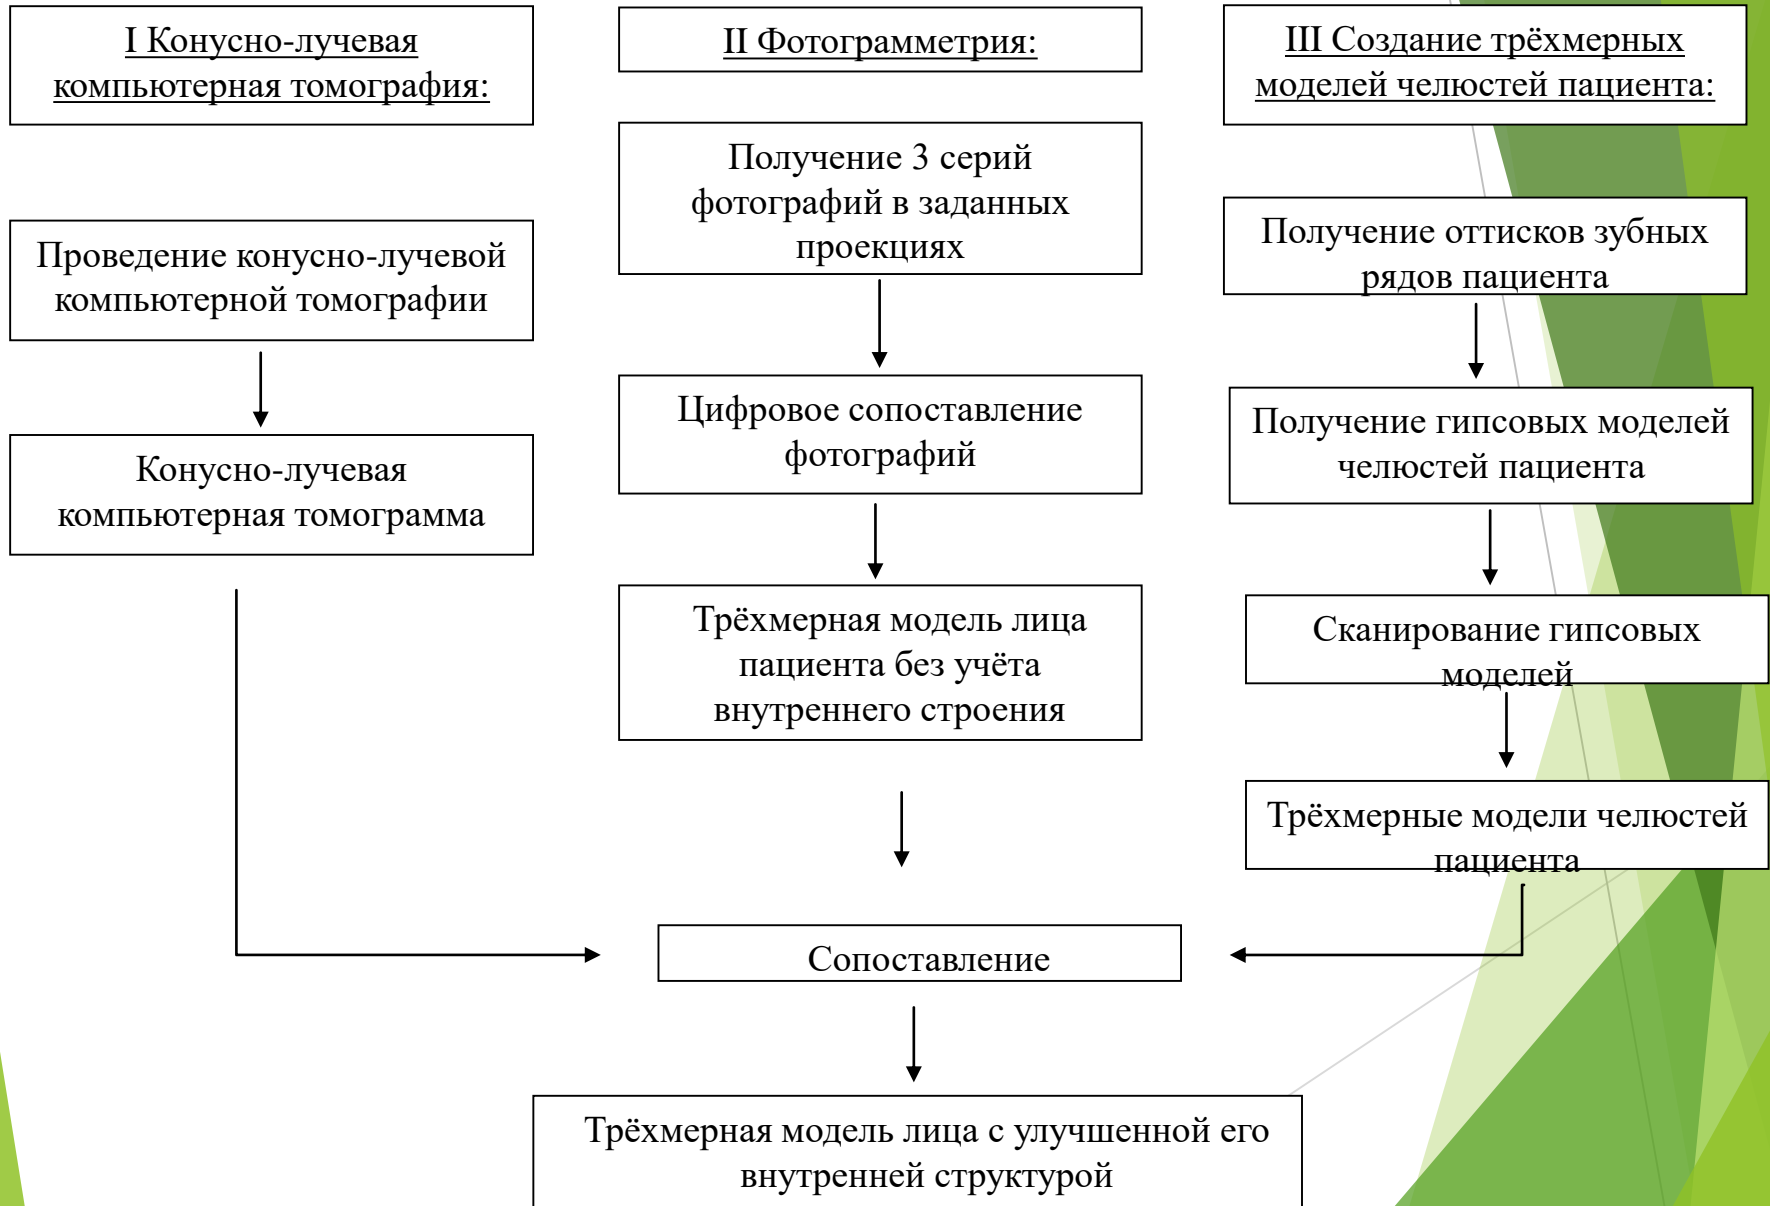 I Конусно-лучевая
компьютерная томография:
Проведение конусно-лучевой
компьютерной томографии
Конусно-лучевая
компьютерная томограмма
II Фотограмметрия:
Получение 3 серий
фотографий в заданных
проекциях
Цифровое сопоставление
фотографий
Трёхмерная модель лица
пациента без учёта
внутреннего строения
III Создание трёхмерных
моделей челюстей пациента:
Получение оттисков зубных
рядов пациента
Получение гипсовых моделей
челюстей пациента
Сканирование гипсовых
моделей
Трёхмерные модели челюстей
пациента
Сопоставление
Трёхмерная модель лица с улучшенной его
внутренней структурой